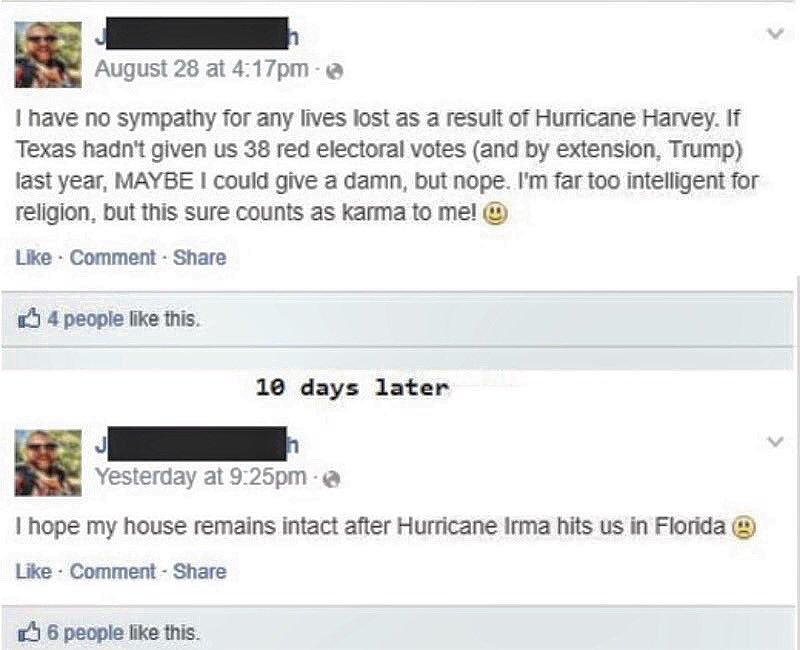 J h
August 28 at 4:17pm ·
I have no sympathy for any lives lost as a result of Hurricane Harvey. If
Texas hadn't given us 38 red electoral votes (and by extension, Trump)
last year, MAYBE I could give a damn, but nope. I'm far too intelligent for
religion, but this sure counts as karma to me!
Like · Comment · Share
4 people like this.
10 days later
J h
Yesterday at 9:25pm ·
I hope my house remains intact after Hurricane Irma hits us in Florida
Like · Comment · Share
6 people like this.